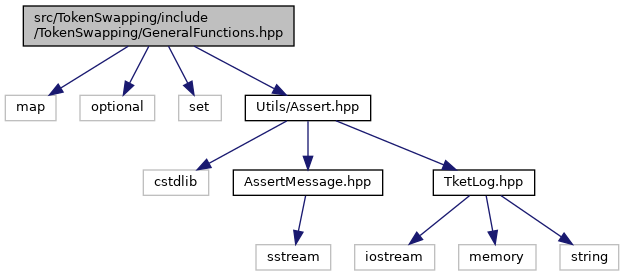 src/TokenSwapping/include
/TokenSwapping/GeneralFunctions.hpp
map
optional
set
Utils/Assert.hpp
cstdlib
AssertMessage.hpp
TketLog.hpp
sstream
iostream
memory
string